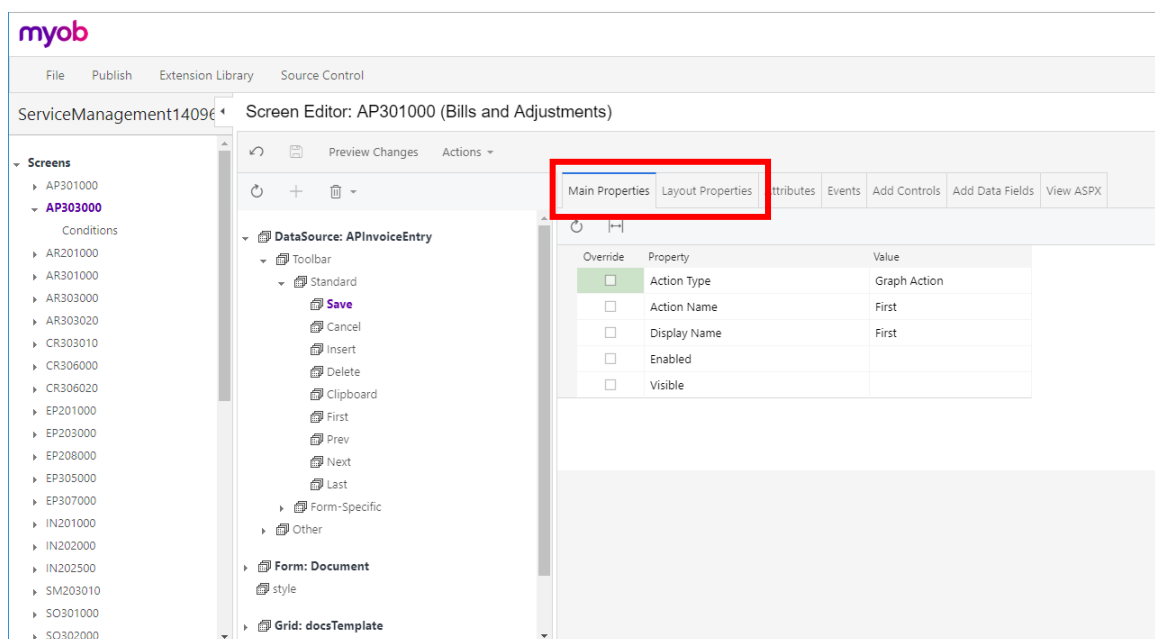 myob
File Publish Extension Library Source Control
ServiceManagement14096
Screen Editor: AP301000 (Bills and Adjustments)
Preview Changes Actions
Main Properties Layout Properties ttributes Events Add Controls Add Data Fields View ASPX
Screens
AP301000
AP303000
Conditions
AR201000
AR301000
AR303000
AR303020
CR303010
CR306000
CR306020
EP201000
EP203000
EP208000
EP305000
EP307000
IN201000
IN202000
IN202500
SM203010
SO301000
SO302000
DataSource: APInvoiceEntry
Toolbar
Standard
Save
Cancel
Insert
Delete
Clipboard
First
Prev
Next
Last
Form-Specific
Other
Form: Document
style
Grid: docsTemplate
Override Property Value
Action Type Graph Action
Action Name First
Display Name First
Enabled
Visible